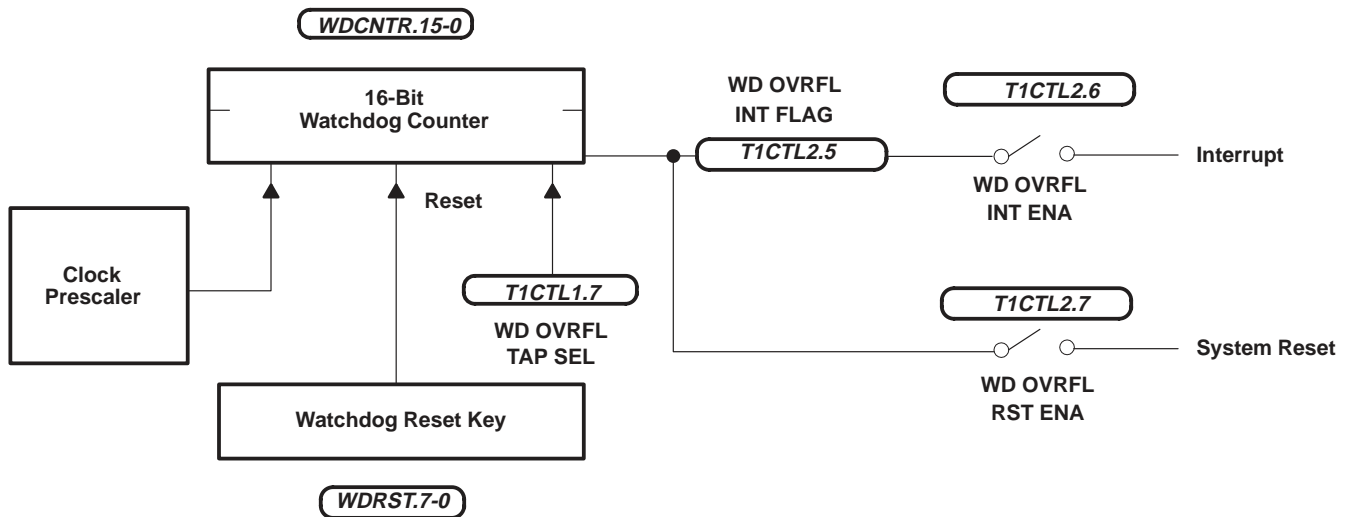 WDCNTR.15-0
16-Bit
Watchdog Counter
WD OVRFL
INT FLAG
T1CTL2.5
T1CTL2.6
WD OVRFL
INT ENA
Interrupt
Reset
Clock
Prescaler
T1CTL1.7
WD OVRFL
TAP SEL
T1CTL2.7
WD OVRFL
RST ENA
System Reset
Watchdog Reset Key
WDRST.7-0